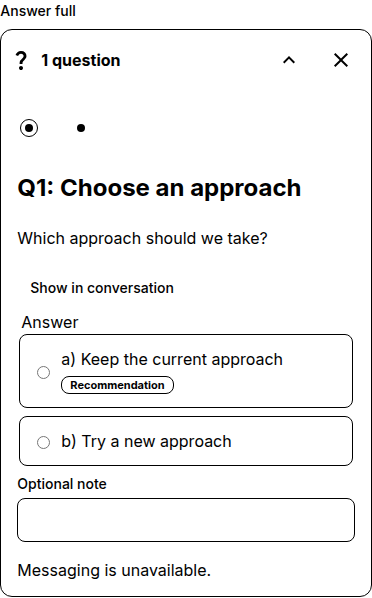 Answer full
? 1 question
Q1: Choose an approach
Which approach should we take?
Show in conversation
Answer
a) Keep the current approach
Recommendation
b) Try a new approach
Optional note
Messaging is unavailable.